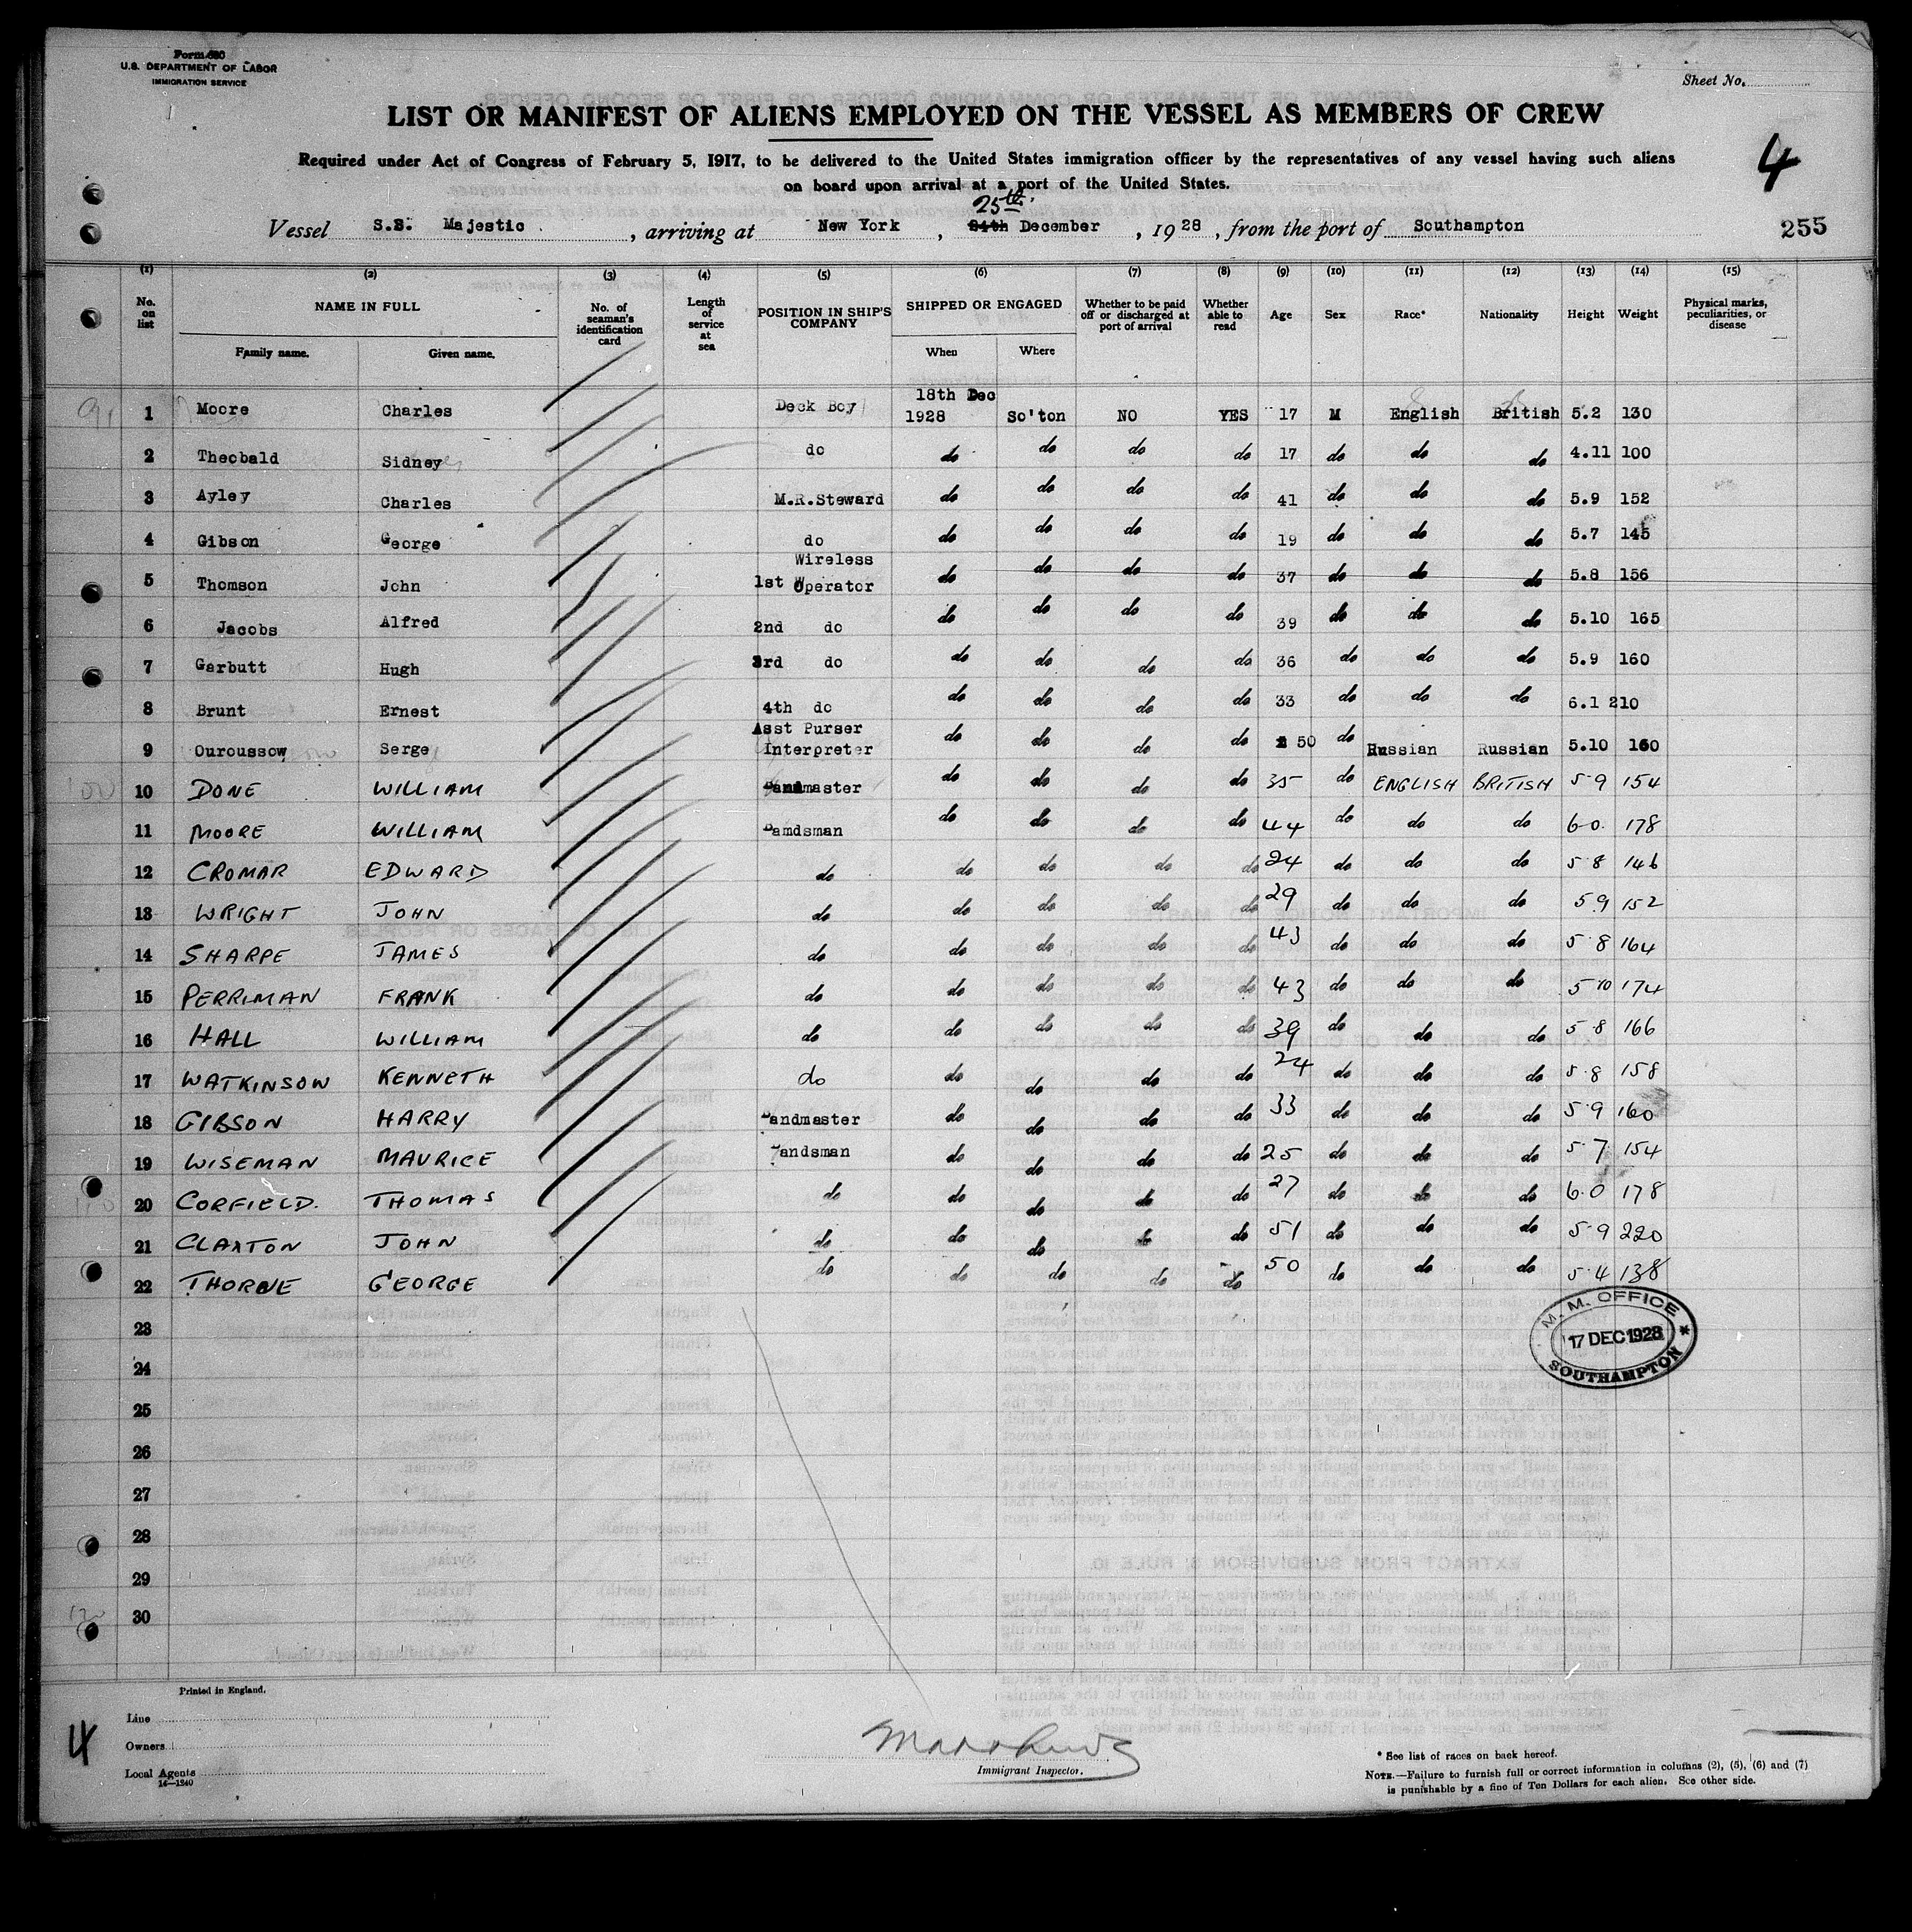 Form 680
U.S. DEPARTMENT OF LABOR
IMMIGRATION SERVICE
Sheet No.
LIST OR MANIFEST OF ALIENS EMPLOYED ON THE VESSEL AS MEMBERS OF CREW
Required under Act of Congress of February 5, 1917, to be delivered to the United States immigration officer by the representatives of any vessel having such aliens
on board upon arrival at a port of the United States.
4
25th.
Vessel S.S. Majestic, arriving at New York, 24th December, 1928, from the port of Southampton
255
(1) (2) (3) (4) (5) (6) (7) (8) (9) (10) (11) (12) (13) (14) (15)
No. on list NAME IN FULL No. of seaman's identification card Length of service at sea POSITION IN SHIP'S COMPANY SHIPPED OR ENGAGED Whether to be paid off or discharged at port of arrival Whether able to read Age Sex Race* Nationality Height Weight Physical marks, peculiarities, or disease
Family name. Given name. When Where
1 Moore Charles Deck Boy 18th Dec 1928 So'ton NO YES 17 M English British 5.2 130
2 Theobald Sidney do do do do do 17 do do do 4.11 100
3 Ayley Charles M.R.Steward do do do do 41 do do do 5.9 152
4 Gibson George do do do do do 19 do do do 5.7 145
5 Thomson John 1st Wireless Operator do do do do 37 do do do 5.8 156
6 Jacobs Alfred 2nd do do do do do 39 do do do 5.10 165
7 Garbutt Hugh 3rd do do do do do 36 do do do 5.9 160
8 Brunt Ernest 4th do do do do do 33 do do do 6.1 210
9 Ouroussow Serge Asst Purser Interpreter do do do do 50 do Russian Russian 5.10 160
10 DONE WILLIAM Bandmaster do do do do 35 do ENGLISH BRITISH 5 9 154
11 MOORE WILLIAM Bamdsman do do do do 44 do do do 6 0. 178
12 CROMAR EDWARD do do do do do 24 do do do 5 8 146
13 WRIGHT JOHN do do do do do 29 do do do 5 9 152
14 SHARPE JAMES do do do do do 43 do do do 5 8 164
15 PERRIMAN FRANK do do do do do 43 do do do 5 10 174
16 HALL WILLIAM do do do do do 39 do do do 5 8 166
17 WATKINSON KENNETH do do do do do 24 do do do 5 8 158
18 GIBSON HARRY Bandmaster do do do do 33 do do do 5 9 160
19 WISEMAN MAURICE Bandsman do do do do 25 do do do 5 7 154
20 CORFIELD. THOMAS do do do do do 27 do do do 6 0 178
21 CLAXTON JOHN do do do do do 51 do do do 5 9 220
22 THORNE GEORGE do do do do do 50 do do do 5 4 138
23
24
25
26
27
28
29
30
M. M. OFFICE
17 DEC 1928
SOUTHAMPTON
Printed in England.
Line
Owners
Local Agents
14—1240
4
Immigrant Inspector.
* See list of races on back hereof.
NOTE.—Failure to furnish full or correct information in columns (2), (5), (6) and (7)
is punishable by a fine of Ten Dollars for each alien. See other side.